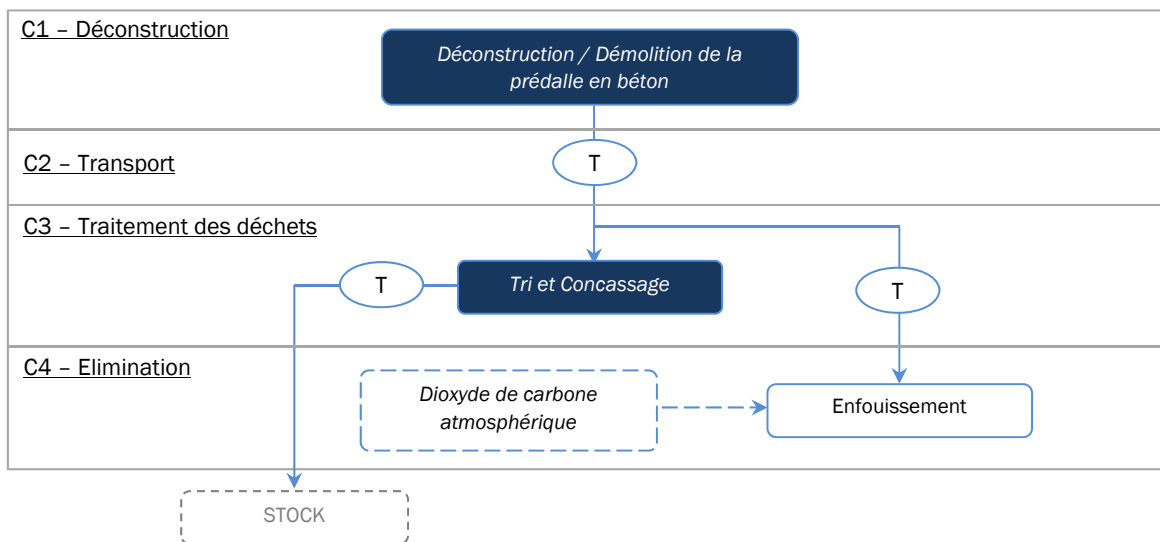 C1 – Déconstruction
Déconstruction / Démolition de la
prédalle en béton
C2 – Transport
T
C3 – Traitement des déchets
T
Tri et Concassage
T
C4 – Elimination
Dioxyde de carbone
atmosphérique
Enfouissement
STOCK